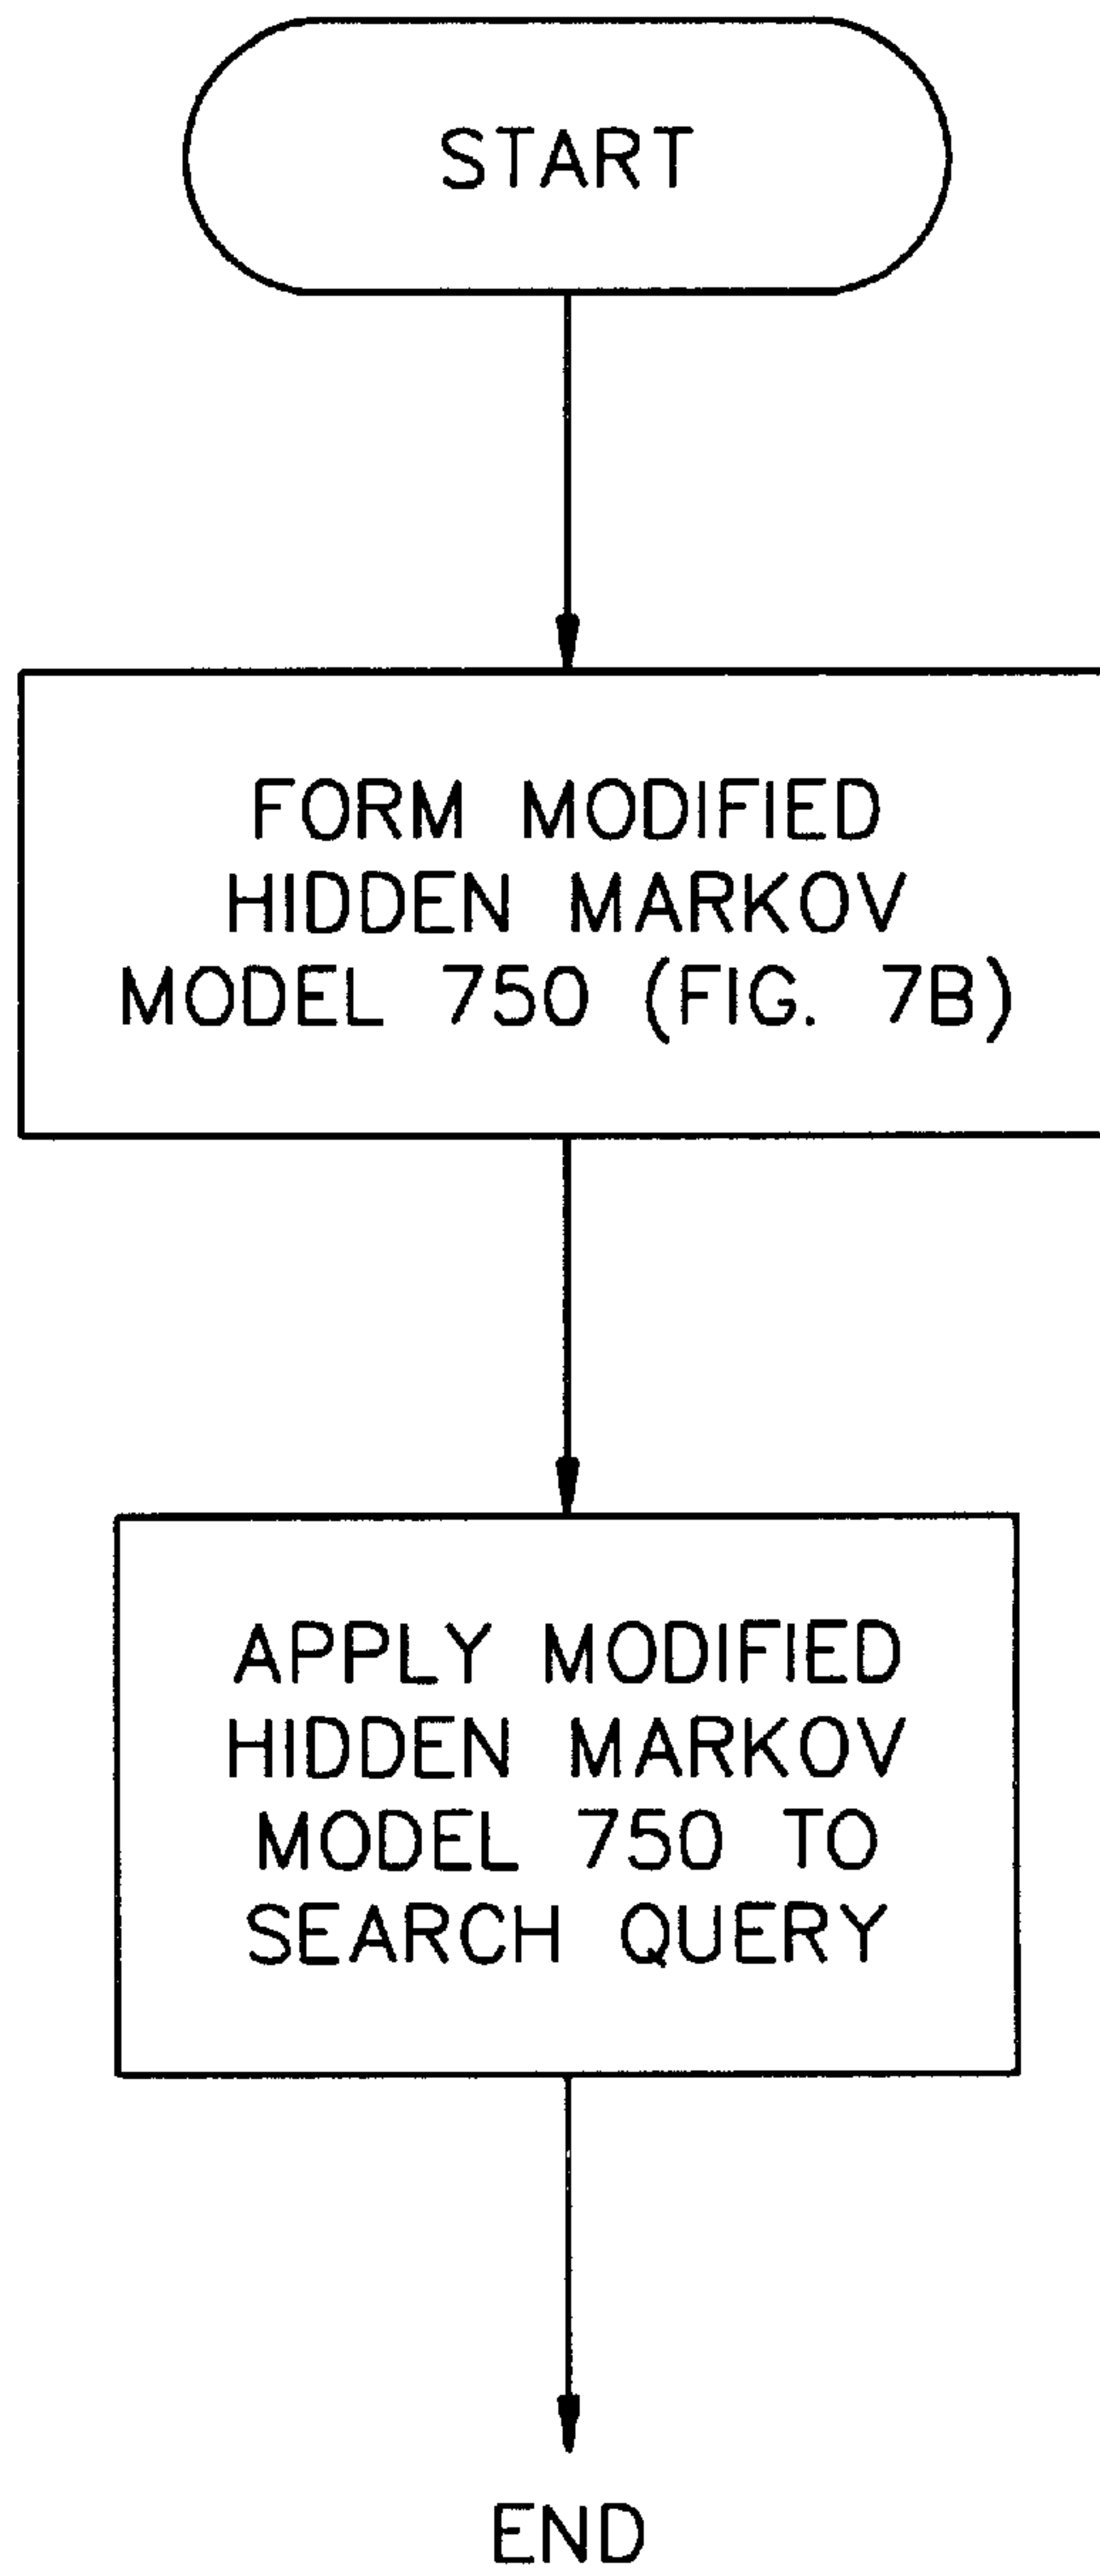 START
FORM MODIFIED
HIDDEN MARKOV
MODEL 750 (FIG. 7B)
APPLY MODIFIED
HIDDEN MARKOV
MODEL 750 TO
SEARCH QUERY
END